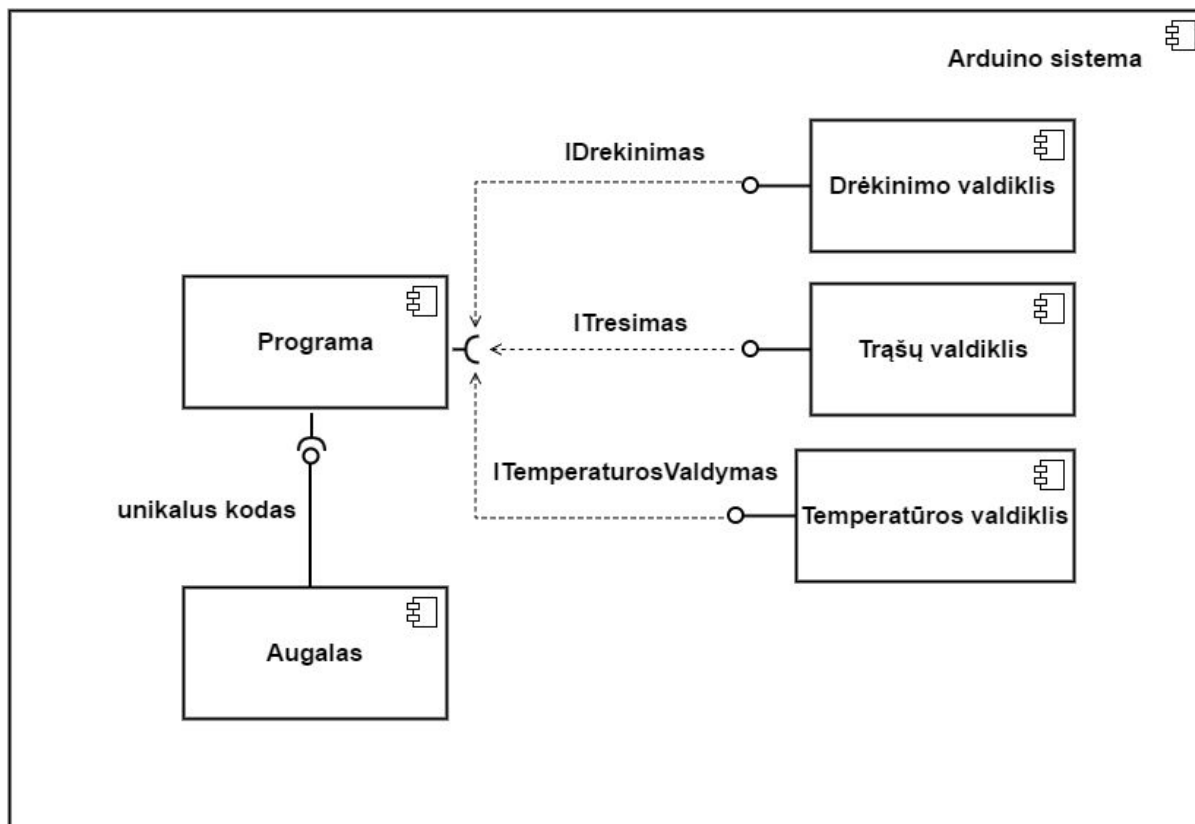 Arduino sistema
IDrekinimas
Drėkinimo valdiklis
Programa
ITresimas
Trąšų valdiklis
ITemperaturosValdymas
Temperatūros valdiklis
unikalus kodas
Augalas